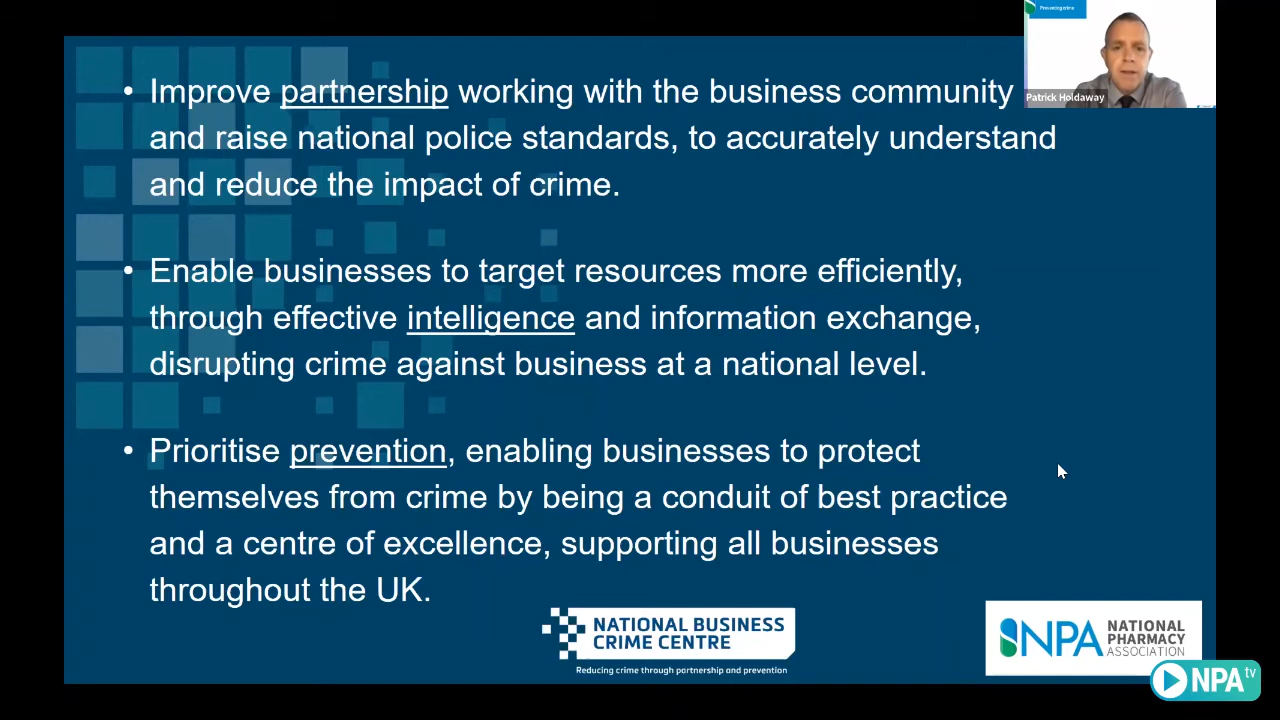 Preventing crime
Patrick Holdaway
• Improve partnership working with the business community
and raise national police standards, to accurately understand
and reduce the impact of crime.
• Enable businesses to target resources more efficiently,
through effective intelligence and information exchange,
disrupting crime against business at a national level.
• Prioritise prevention, enabling businesses to protect
themselves from crime by being a conduit of best practice
and a centre of excellence, supporting all businesses
throughout the UK.
NATIONAL BUSINESS
CRIME CENTRE
Reducing crime through partnership and prevention
NPA NATIONAL
PHARMACY
ASSOCIATION
NPA tv